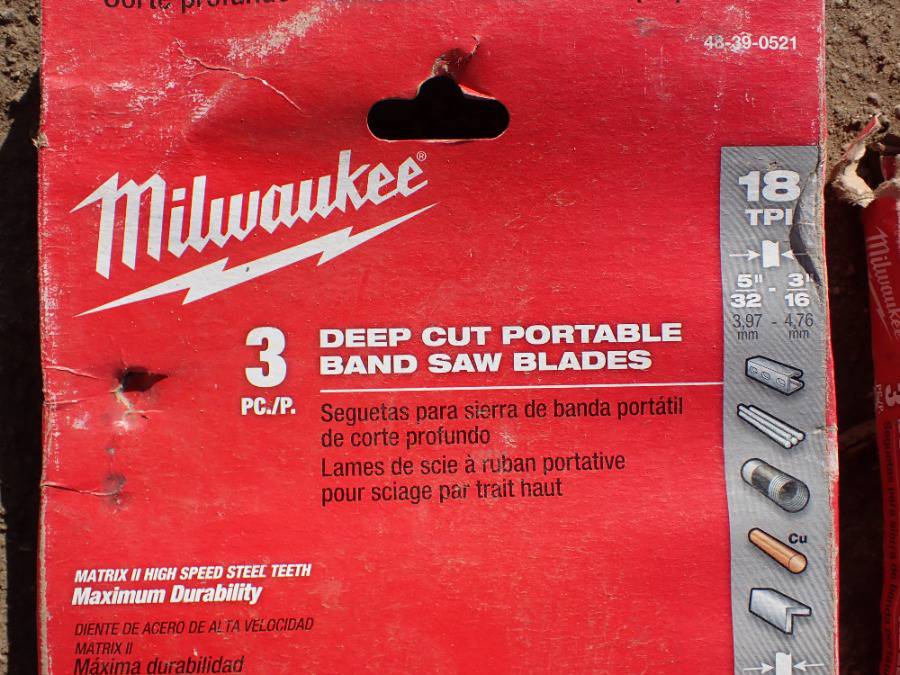 48-39-0521
Milwaukee®
18
TPI
5" - 3"
32 16
3,97 - 4,76
mm mm
3
PC./P.
DEEP CUT PORTABLE
BAND SAW BLADES
Seguetas para sierra de banda portátil
de corte profundo
Lames de scie à ruban portative
pour sciage par trait haut
Cu
MATRIX II HIGH SPEED STEEL TEETH
Maximum Durability
DIENTE DE ACERO DE ALTA VELOCIDAD
MATRIX II
Máxima durabilidad
Milwaukee
3